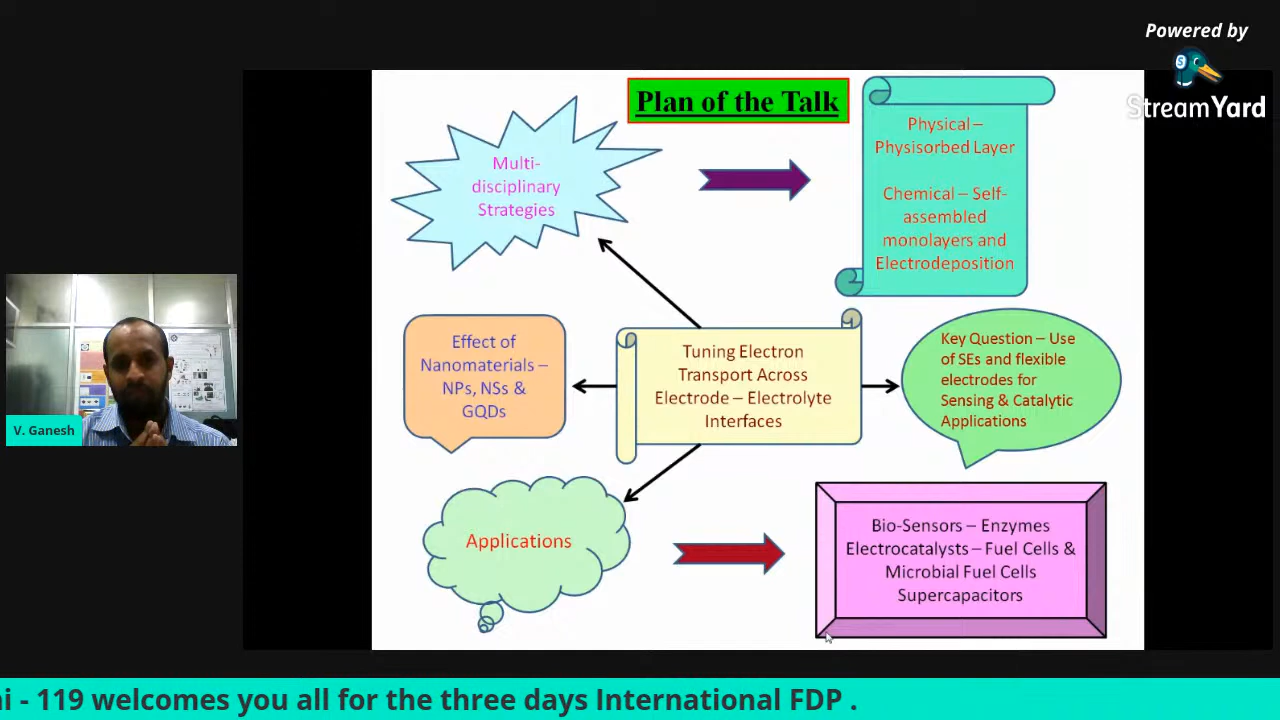 Powered by
StreamYard
Plan of the Talk
Multi-
disciplinary
Strategies
Physical –
Physisorbed Layer
Chemical – Self-
assembled
monolayers and
Electrodeposition
Effect of
Nanomaterials –
NPs, NSs &
GQDs
Tuning Electron
Transport Across
Electrode – Electrolyte
Interfaces
Key Question – Use
of SEs and flexible
electrodes for
Sensing & Catalytic
Applications
Applications
Bio-Sensors – Enzymes
Electrocatalysts – Fuel Cells &
Microbial Fuel Cells
Supercapacitors
V. Ganesh
- 119 welcomes you all for the three days International FDP .